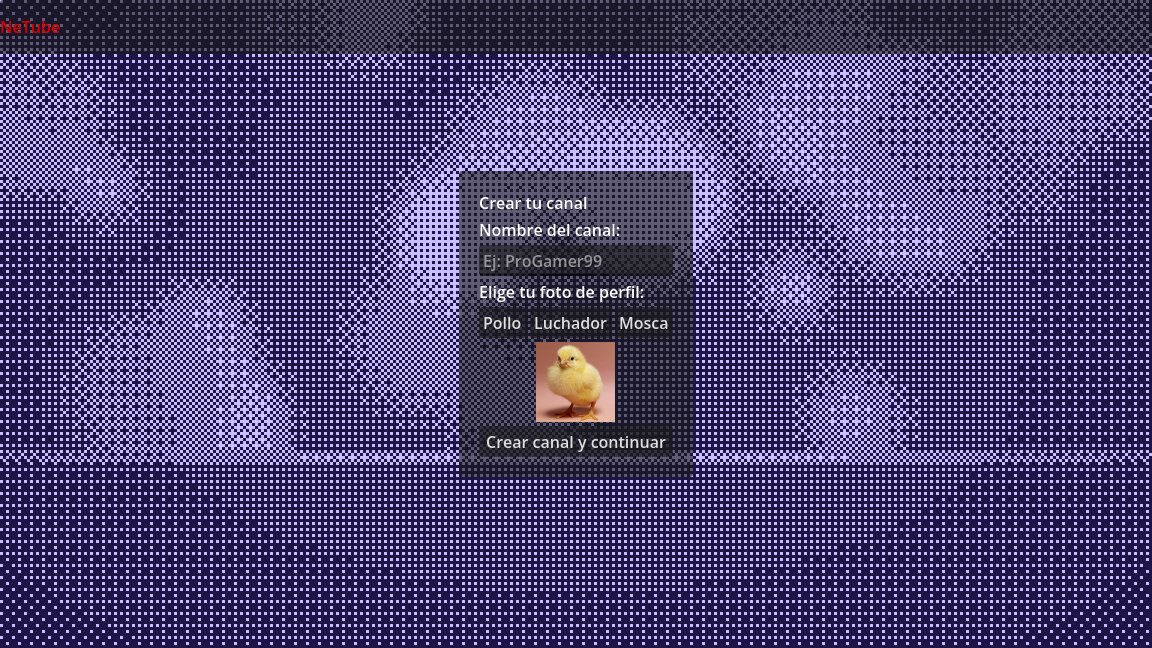 NeTube
Crear tu canal
Nombre del canal:
Ej: ProGamer99
Elige tu foto de perfil:
Pollo Luchador Mosca
Crear canal y continuar